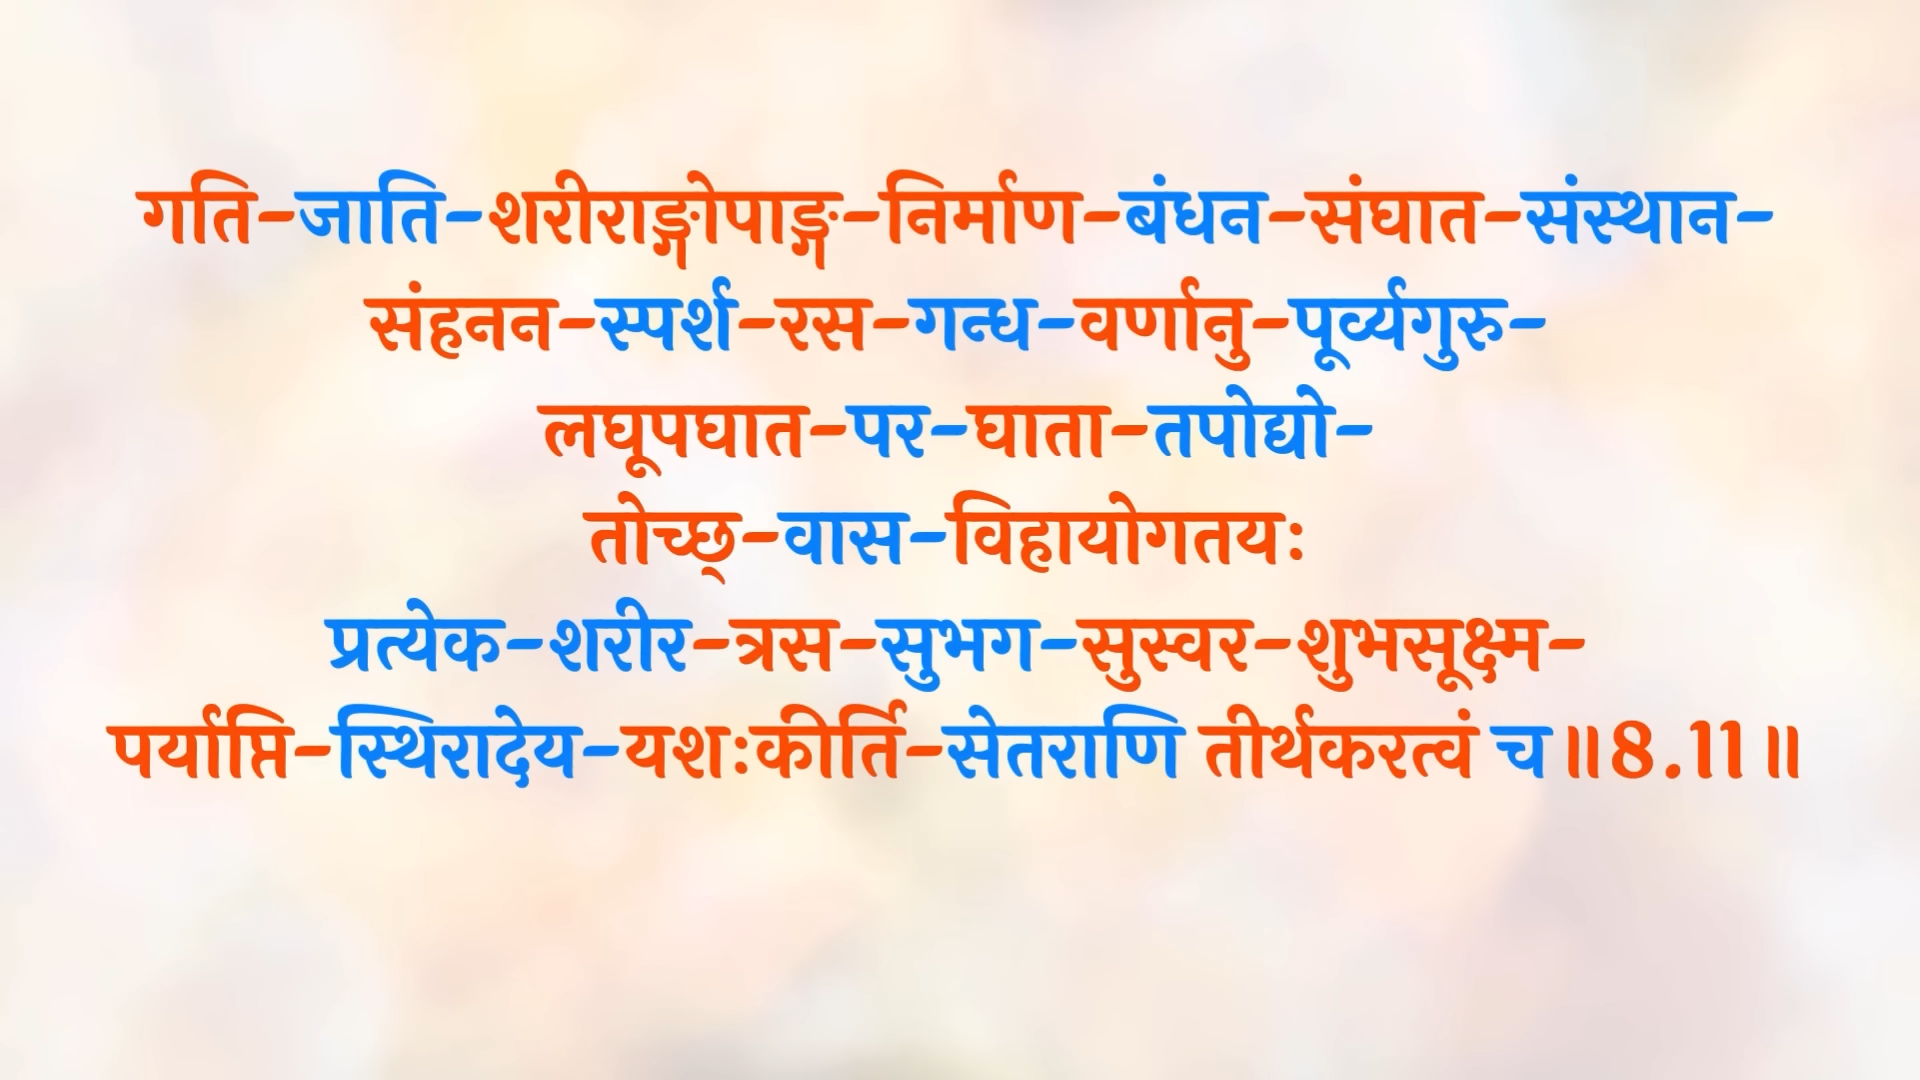 गति-जाति-शरीराङ्गोपाङ्ग-निर्माण-बंधन-संघात-संस्थान-
संहनन-स्पर्श-रस-गन्ध-वर्णानु-पूर्व्यगुरु-
लघूपघात-पर-घाता-तपोद्यो-
तोच्छ्-वास-विहायोगतयः
प्रत्येक-शरीर-त्रस-सुभग-सुस्वर-शुभसूक्ष्म-
पर्याप्ति-स्थिरादेय-यशःकीर्ति-सेतराणि तीर्थकरत्वं च॥8.11॥